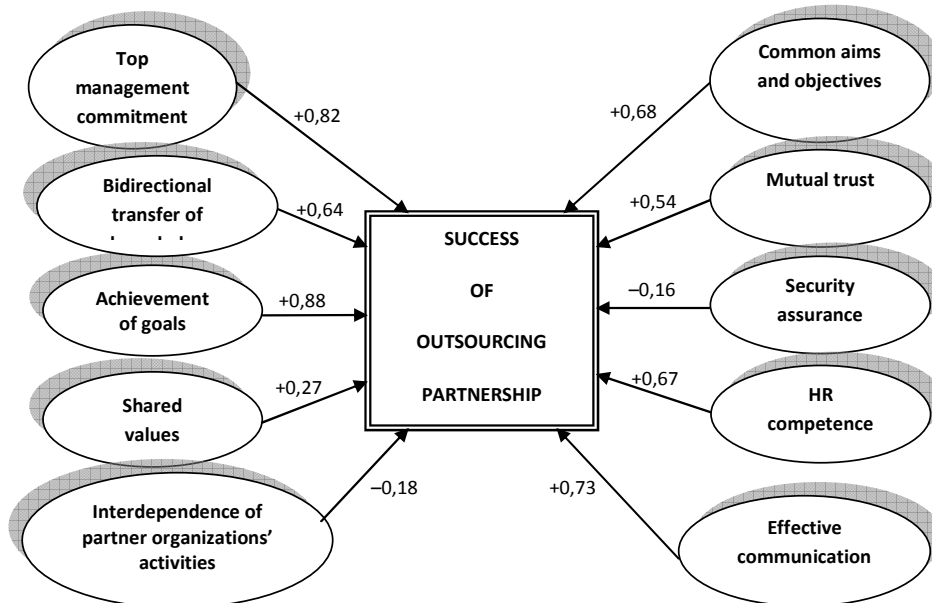 Top
management
commitment
+0,82
Bidirectional
transfer of
+0,64
Achievement
of goals
+0,88
Shared
values
+0,27
Interdependence of
partner organizations’
activities
–0,18
SUCCESS
OF
OUTSOURCING
PARTNERSHIP
Common aims
and objectives
+0,68
Mutual trust
+0,54
Security
assurance
–0,16
HR
competence
+0,67
Effective
communication
+0,73